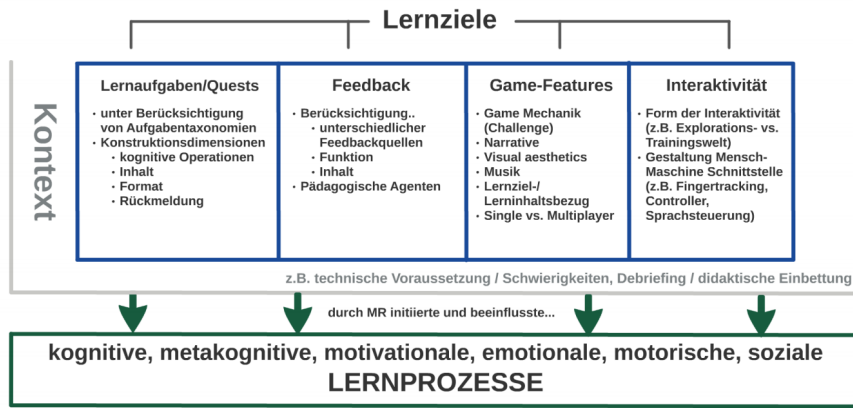 Lernziele
Kontext
Lernaufgaben/Quests
· unter Berücksichtigung
von Aufgabentaxonomien
· Konstruktionsdimensionen
· kognitive Operationen
· Inhalt
· Format
· Rückmeldung
Feedback
· Berücksichtigung..
· unterschiedlicher
Feedbackquellen
· Funktion
· Inhalt
· Pädagogische Agenten
Game-Features
· Game Mechanik
(Challenge)
· Narrative
· Visual aesthetics
· Musik
· Lernziel-/
Lerninhaltsbezug
· Single vs. Multiplayer
Interaktivität
· Form der Interaktivität
(z.B. Explorations- vs.
Trainingswelt)
· Gestaltung Mensch-
Maschine Schnittstelle
(z.B. Fingertracking,
Controller,
Sprachsteuerung)
z.B. technische Voraussetzung / Schwierigkeiten, Debriefing / didaktische Einbettung
durch MR initiierte und beeinflusste...
kognitive, metakognitive, motivationale, emotionale, motorische, soziale
LERNPROZESSE